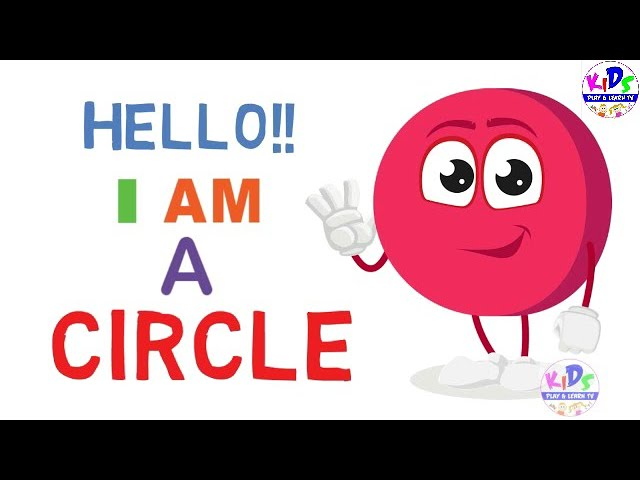 HELLO!!
I AM
A
CIRCLE
KiDS
PLAY & LEARN TV
KiDS
PLAY & LEARN TV